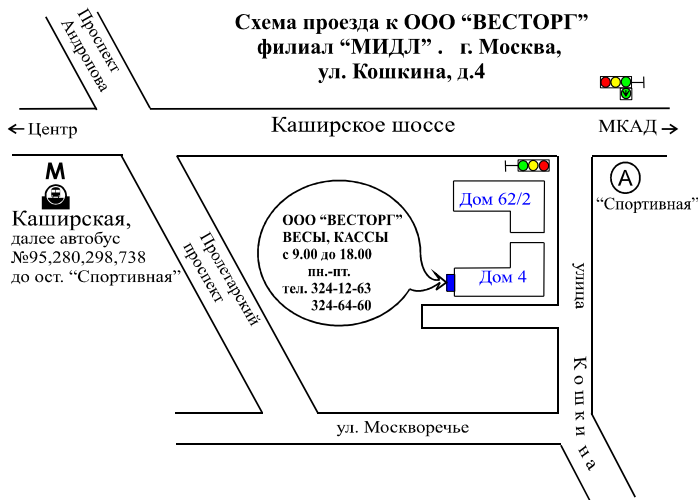 Схема проезда к ООО “ВЕСТОРГ”
филиал “МИДЛ” . г. Москва,
ул. Кошкина, д.4
Проспект
Андропова
Центр
Каширское шоссе
МКАД
М
Каширская,
далее автобус
№95,280,298,738
до ост. “Спортивная”
А
“Спортивная”
ООО “ВЕСТОРГ”
ВЕСЫ, КАССЫ
с 9.00 до 18.00
пн.-пт.
тел. 324-12-63
324-64-60
Дом 62/2
Дом 4
Пролетарский
проспект
улица Кошкина
ул. Москворечье